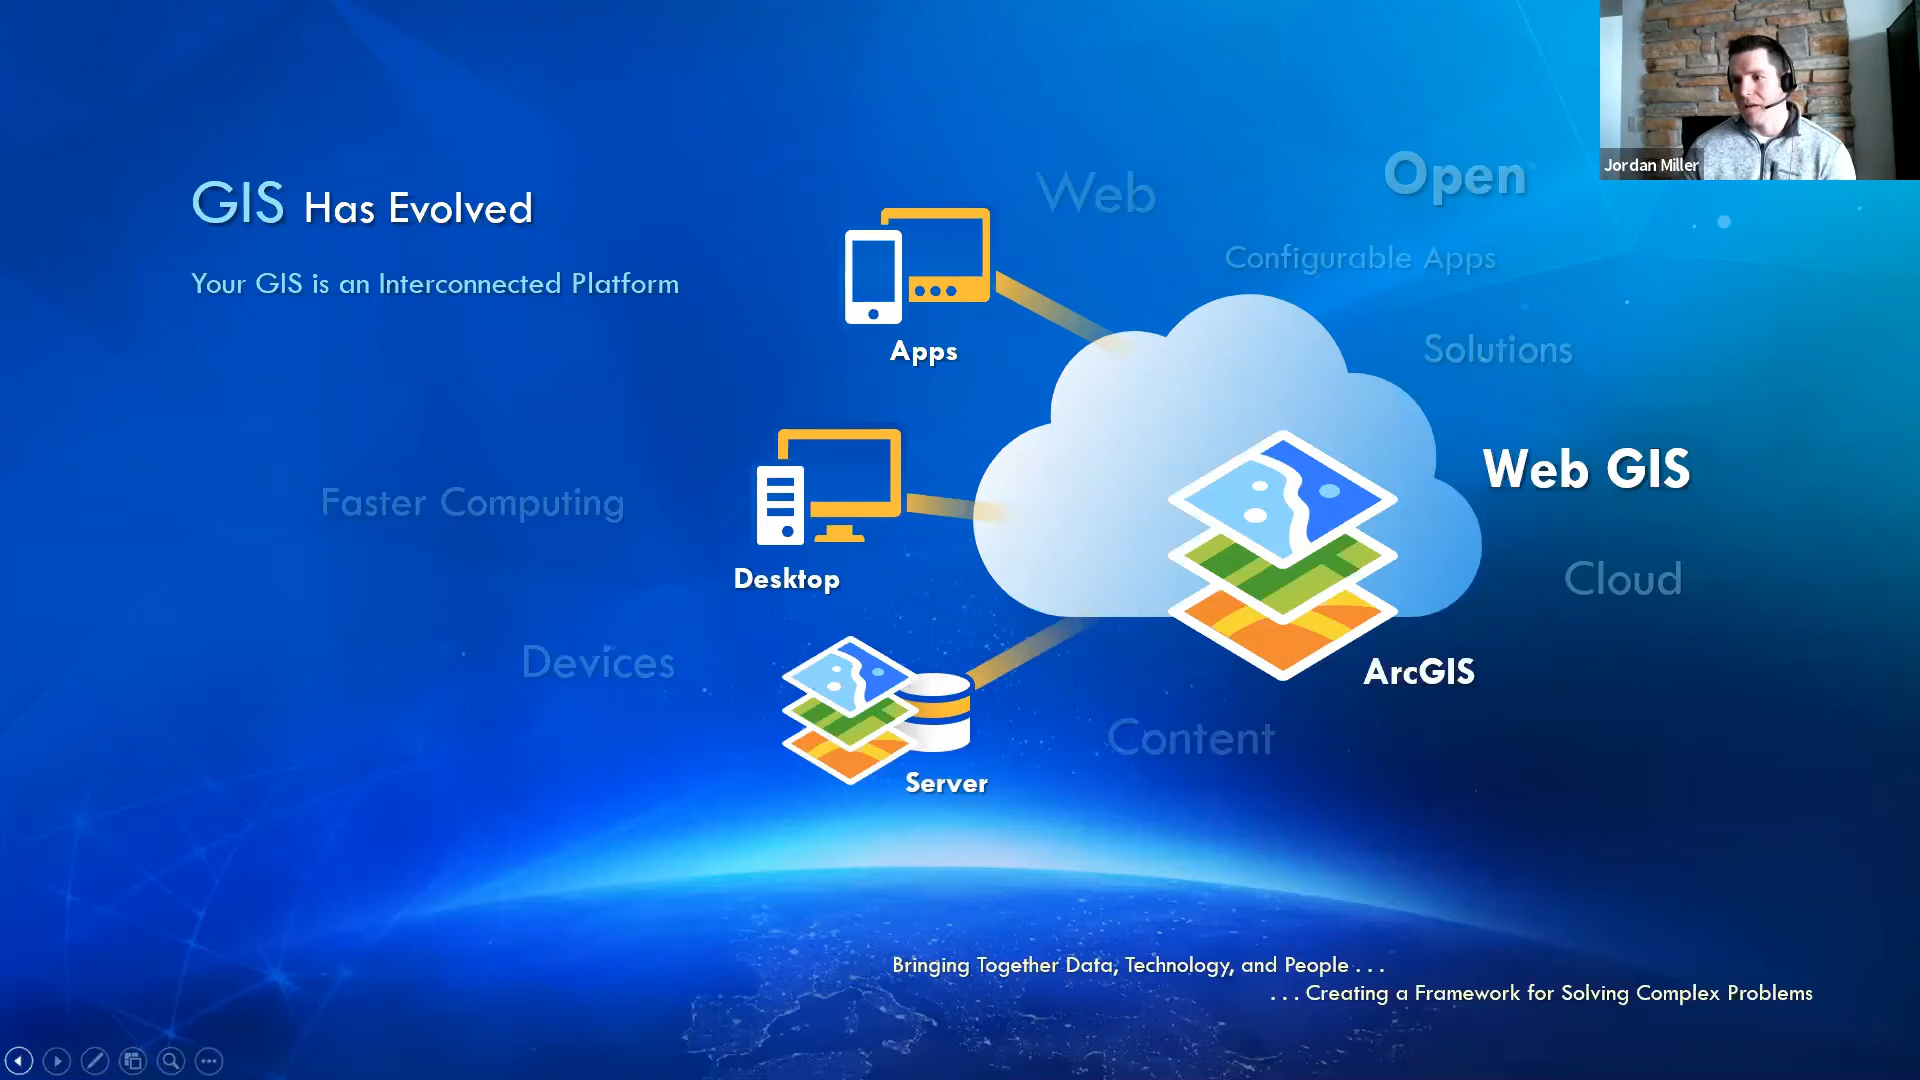 Jordan Miller
GIS Has Evolved
Your GIS is an Interconnected Platform
Web
Open
Configurable Apps
Solutions
Apps
Web GIS
Faster Computing
Desktop
Cloud
Devices
ArcGIS
Content
Server
Bringing Together Data, Technology, and People . . .
. . . Creating a Framework for Solving Complex Problems